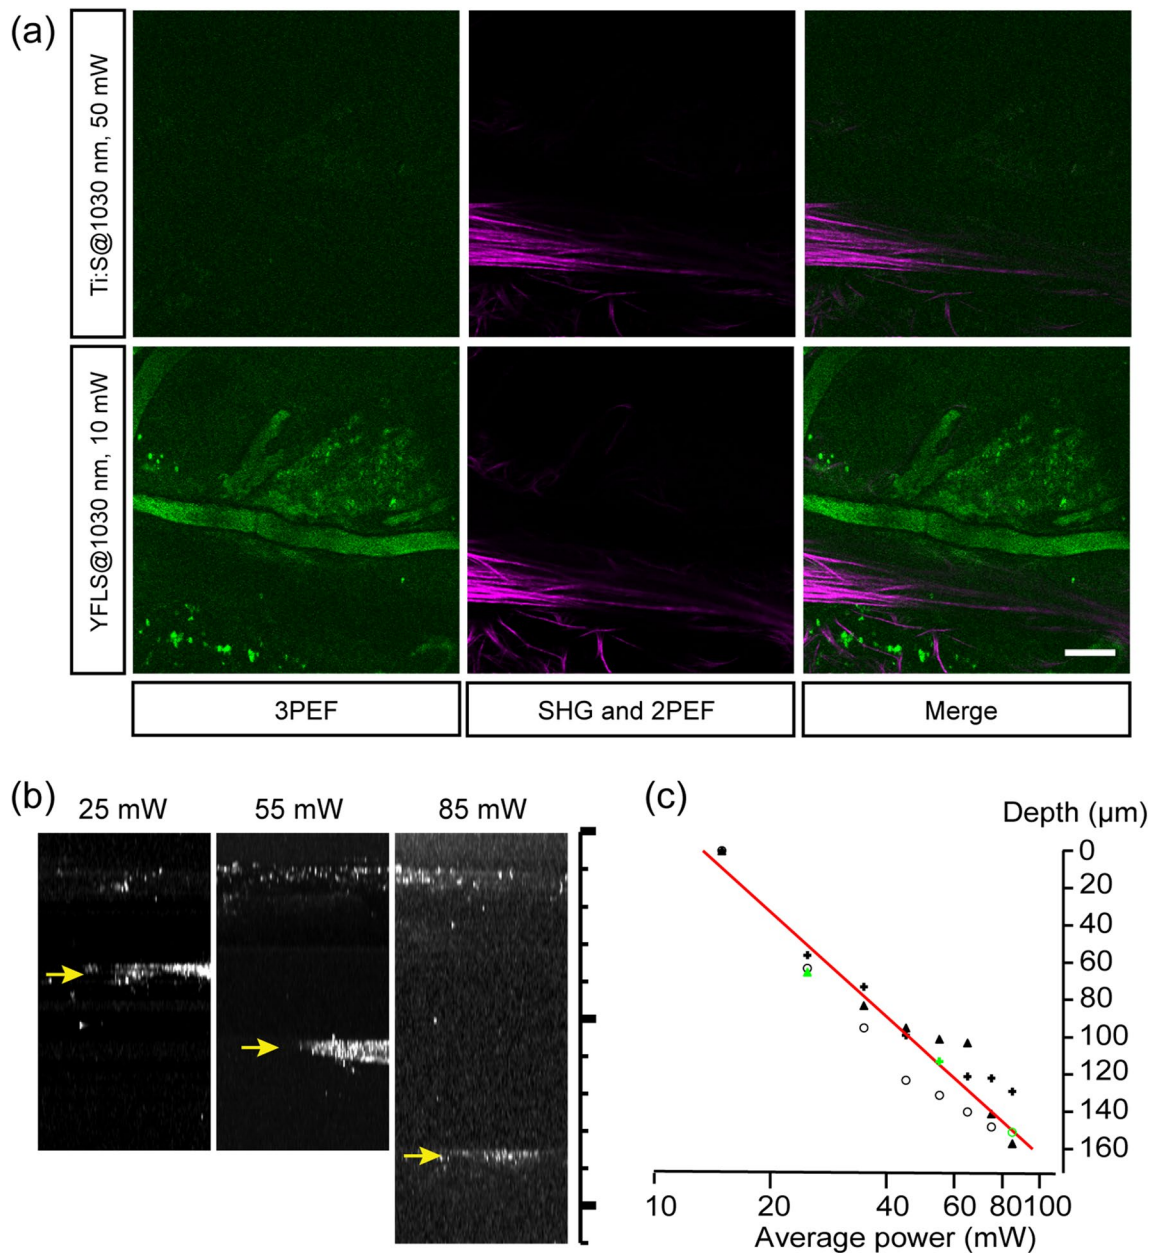 (a)
Ti:S@1030 nm, 50 mW
YFLS@1030 nm, 10 mW
3PEF
SHG and 2PEF
Merge
(b)
25 mW
55 mW
85 mW
(c)
Depth (µm)
0
20
40
60
80
100
120
140
160
10
20
40
60
80
100
Average power (mW)